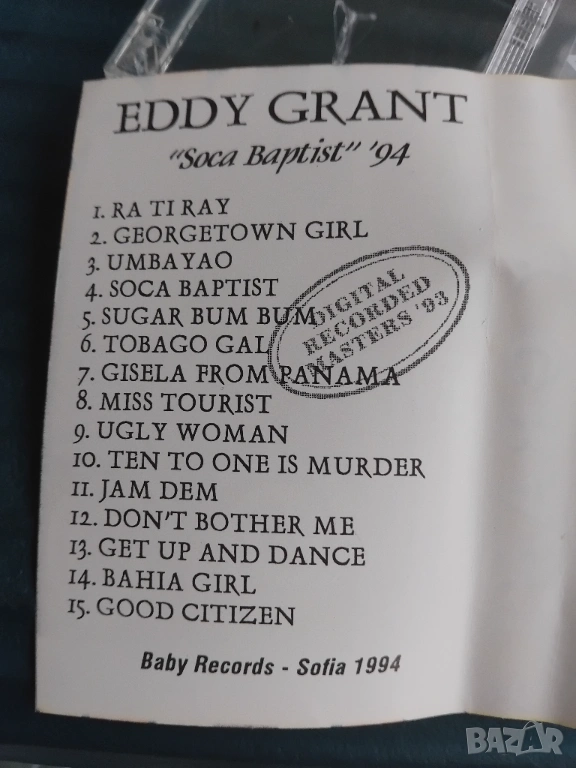 EDDY GRANT
"Soca Baptist" '94
1. RA TI RAY
2. GEORGETOWN GIRL
3. UMBAYAO
4. SOCA BAPTIST
5. SUGAR BUM BUM
6. TOBAGO GAL
7. GISELA FROM PANAMA
8. MISS TOURIST
9. UGLY WOMAN
10. TEN TO ONE IS MURDER
11. JAM DEM
12. DON'T BOTHER ME
13. GET UP AND DANCE
14. BAHIA GIRL
15. GOOD CITIZEN
DIGITAL
RECORDED
MASTERS '93
Baby Records - Sofia 1994
BAZAR